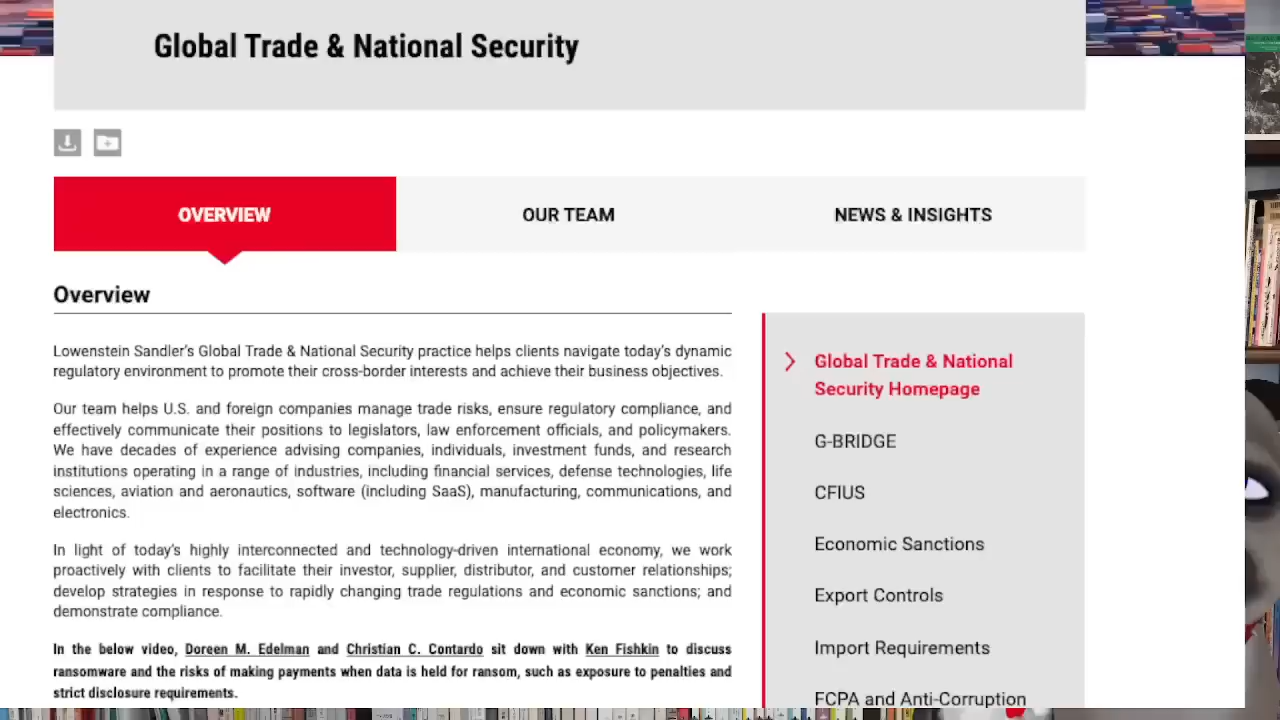 Global Trade & National Security
OVERVIEW
OUR TEAM
NEWS & INSIGHTS
Overview
Lowenstein Sandler's Global Trade & National Security practice helps clients navigate today's dynamic
regulatory environment to promote their cross-border interests and achieve their business objectives.
Our team helps U.S. and foreign companies manage trade risks, ensure regulatory compliance, and
effectively communicate their positions to legislators, law enforcement officials, and policymakers.
We have decades of experience advising companies, individuals, investment funds, and research
institutions operating in a range of industries, including financial services, defense technologies, life
sciences, aviation and aeronautics, software (including SaaS), manufacturing, communications, and
electronics.
In light of today's highly interconnected and technology-driven international economy, we work
proactively with clients to facilitate their investor, supplier, distributor, and customer relationships;
develop strategies in response to rapidly changing trade regulations and economic sanctions; and
demonstrate compliance.
In the below video, Doreen M. Edelman and Christian C. Contardo sit down with Ken Fishkin to discuss
ransomware and the risks of making payments when data is held for ransom, such as exposure to penalties and
strict disclosure requirements.
Global Trade & National
Security Homepage
G-BRIDGE
CFIUS
Economic Sanctions
Export Controls
Import Requirements
FCPA and Anti-Corruption